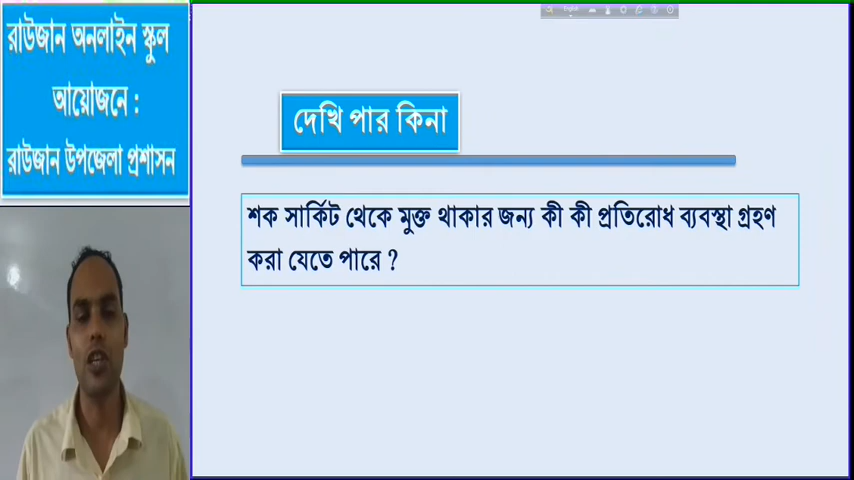 রাউজান অনলাইন স্কুল
আয়োজনে :
রাউজান উপজেলা প্রশাসন
দেখি পার কিনা
শক সার্কিট থেকে মুক্ত থাকার জন্য কী কী প্রতিরোধ ব্যবস্থা গ্রহণ
করা যেতে পারে ?